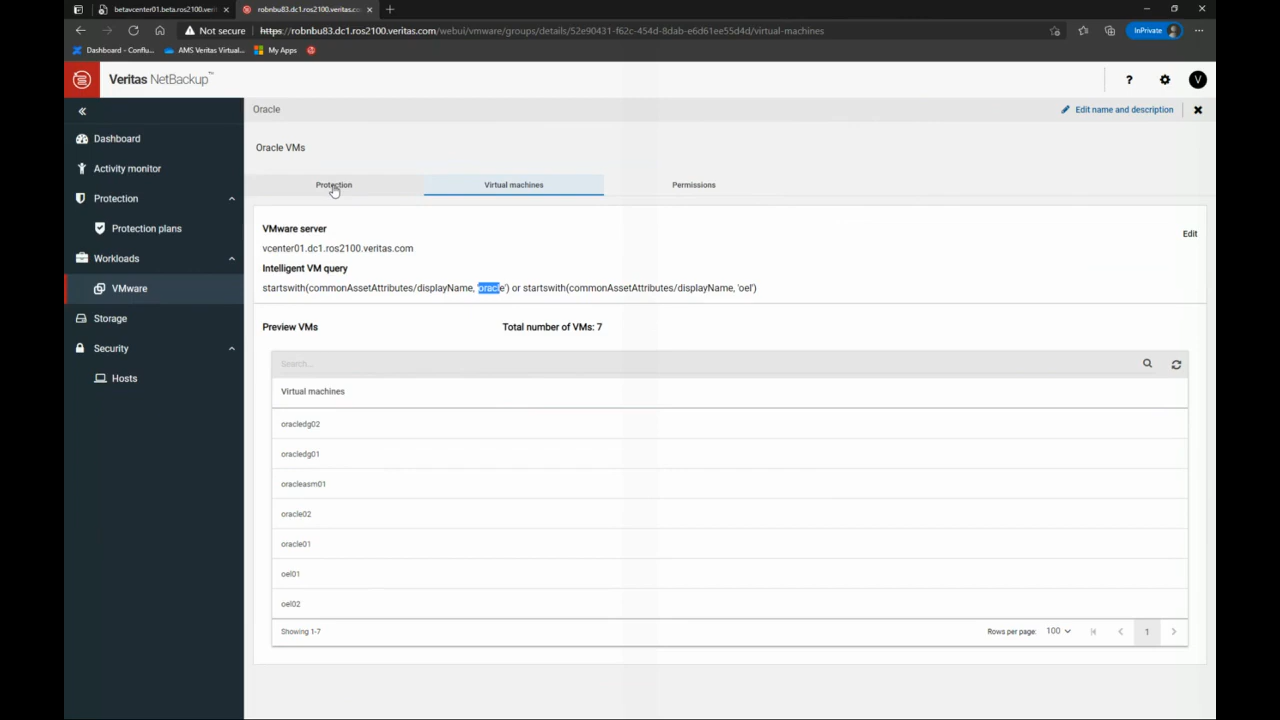 betavcenter01.beta.ros2100.veri
robnbu83.dc1.ros2100.veritas.co
Not secure
https://robnbu83.dc1.ros2100.veritas.com/webui/vmware/groups/details/52e90431-f62c-454d-8dab-e6d61ee55d4d/virtual-machines
InPrivate
Dashboard - Conflu...
AMS Veritas Virtual...
My Apps
Veritas NetBackup™
?
V
Dashboard
Activity monitor
Protection
Protection plans
Workloads
VMware
Storage
Security
Hosts
Oracle
Edit name and description
Oracle VMs
Protection
Virtual machines
Permissions
VMware server
Edit
vcenter01.dc1.ros2100.veritas.com
Intelligent VM query
startswith(commonAssetAttributes/displayName, 'oracle') or startswith(commonAssetAttributes/displayName, 'oel')
Preview VMs
Total number of VMs: 7
Search...
Virtual machines
oracledg02
oracledg01
oracleasm01
oracle02
oracle01
oel01
oel02
Showing 1-7
Rows per page: 100
1